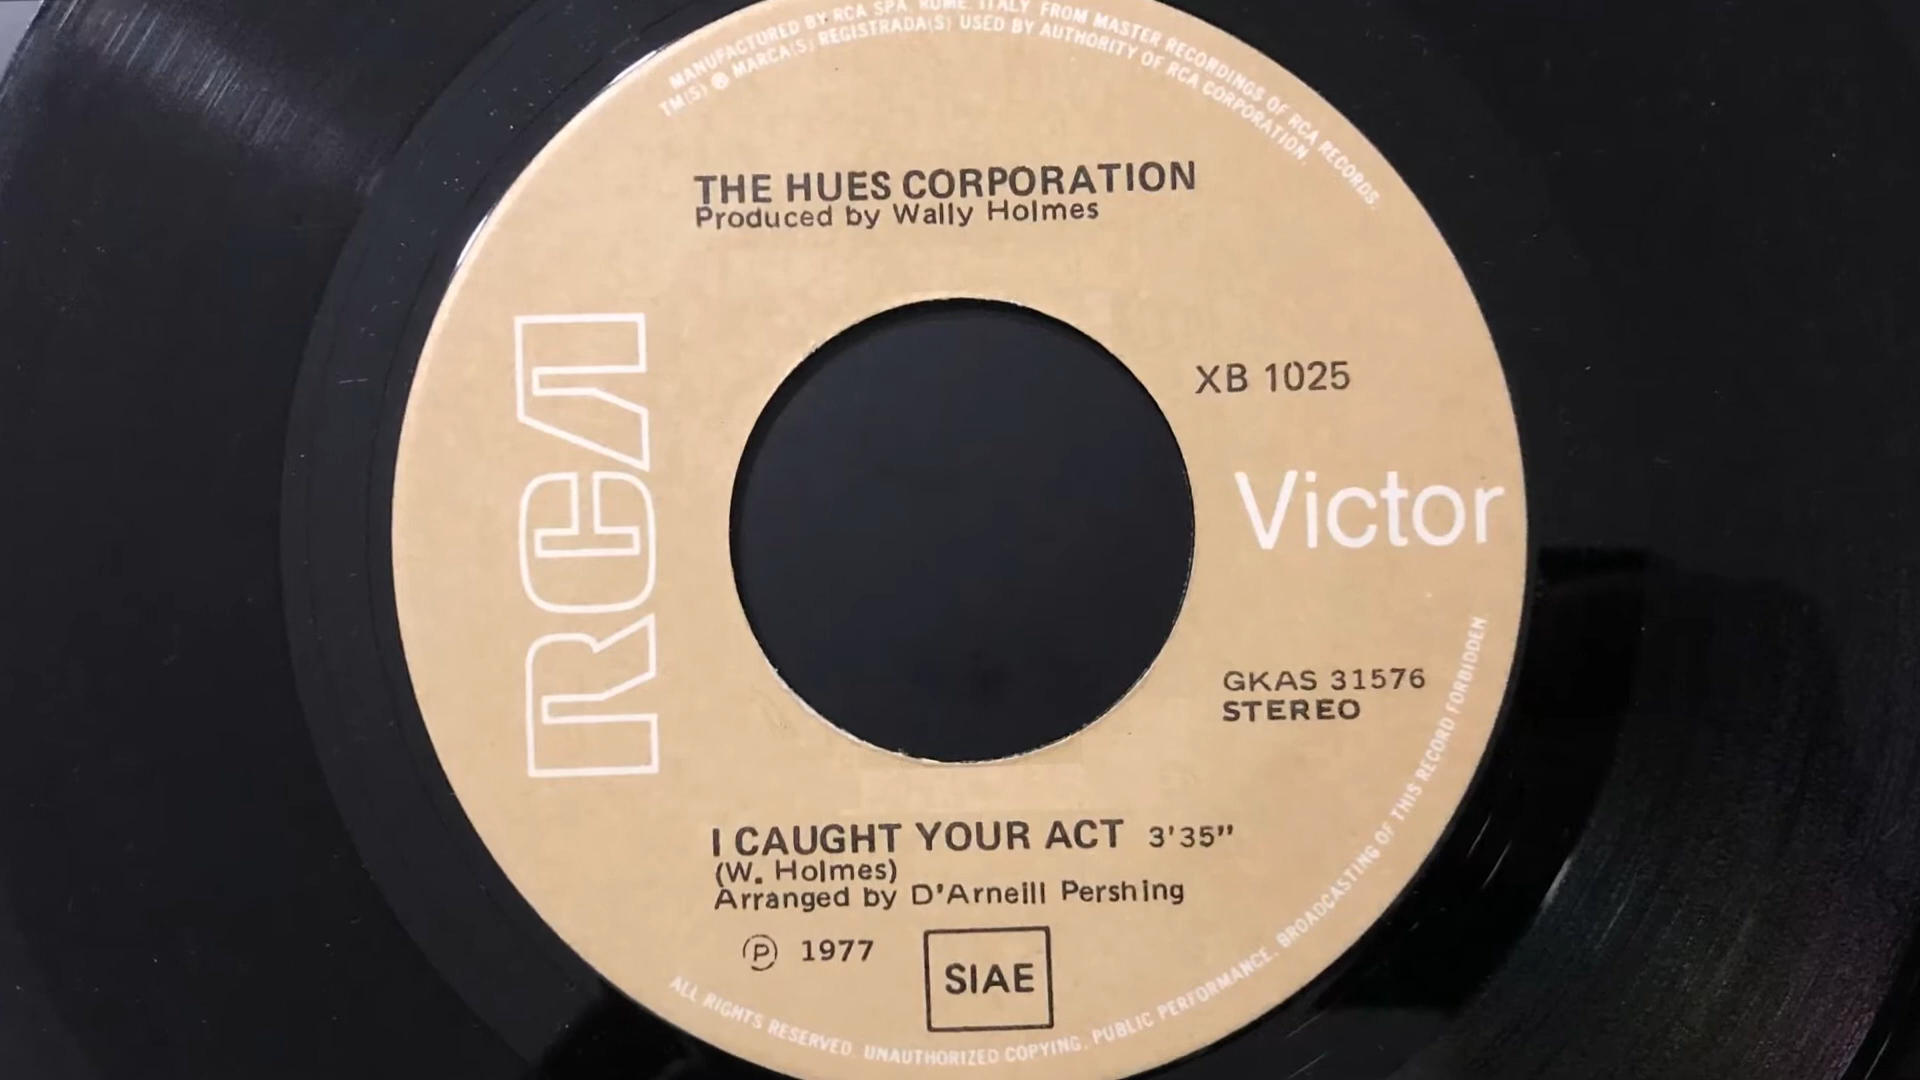 MANUFACTURED BY RCA SPA. ROME. ITALY FROM MASTER RECORDINGS OF RCA RECORDS.
TM(S) ® MARCA(S) REGISTRADA(S) USED BY AUTHORITY OF RCA CORPORATION.
THE HUES CORPORATION
Produced by Wally Holmes
XB 1025
RCA
Victor
GKAS 31576
STEREO
I CAUGHT YOUR ACT 3'35"
(W. Holmes)
Arranged by D'Arneill Pershing
℗ 1977
SIAE
ALL RIGHTS RESERVED. UNAUTHORIZED COPYING. PUBLIC PERFORMANCE. BROADCASTING OF THIS RECORD FORBIDDEN